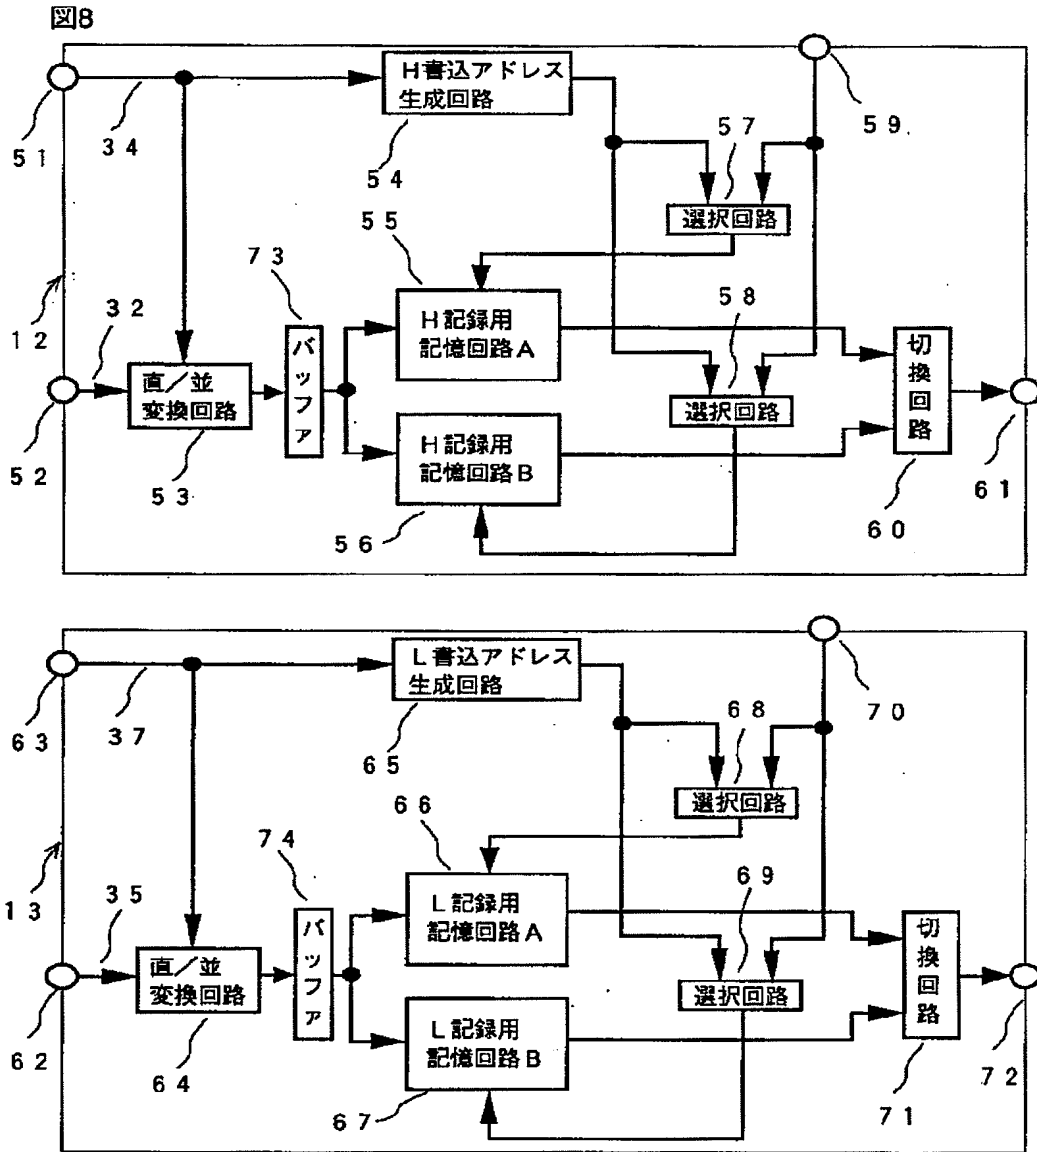 図8
51
34
H書込アドレス
生成回路
54
57
59
選択回路
55
73
12
32
バッファ
H記録用
記憶回路A
58
切換回路
直／並
変換回路
選択回路
52
53
H記録用
記憶回路B
56
60
61
63
37
L書込アドレス
生成回路
65
68
70
選択回路
66
74
13
35
バッファ
L記録用
記憶回路A
69
切換回路
直／並
変換回路
選択回路
62
64
L記録用
記憶回路B
67
71
72